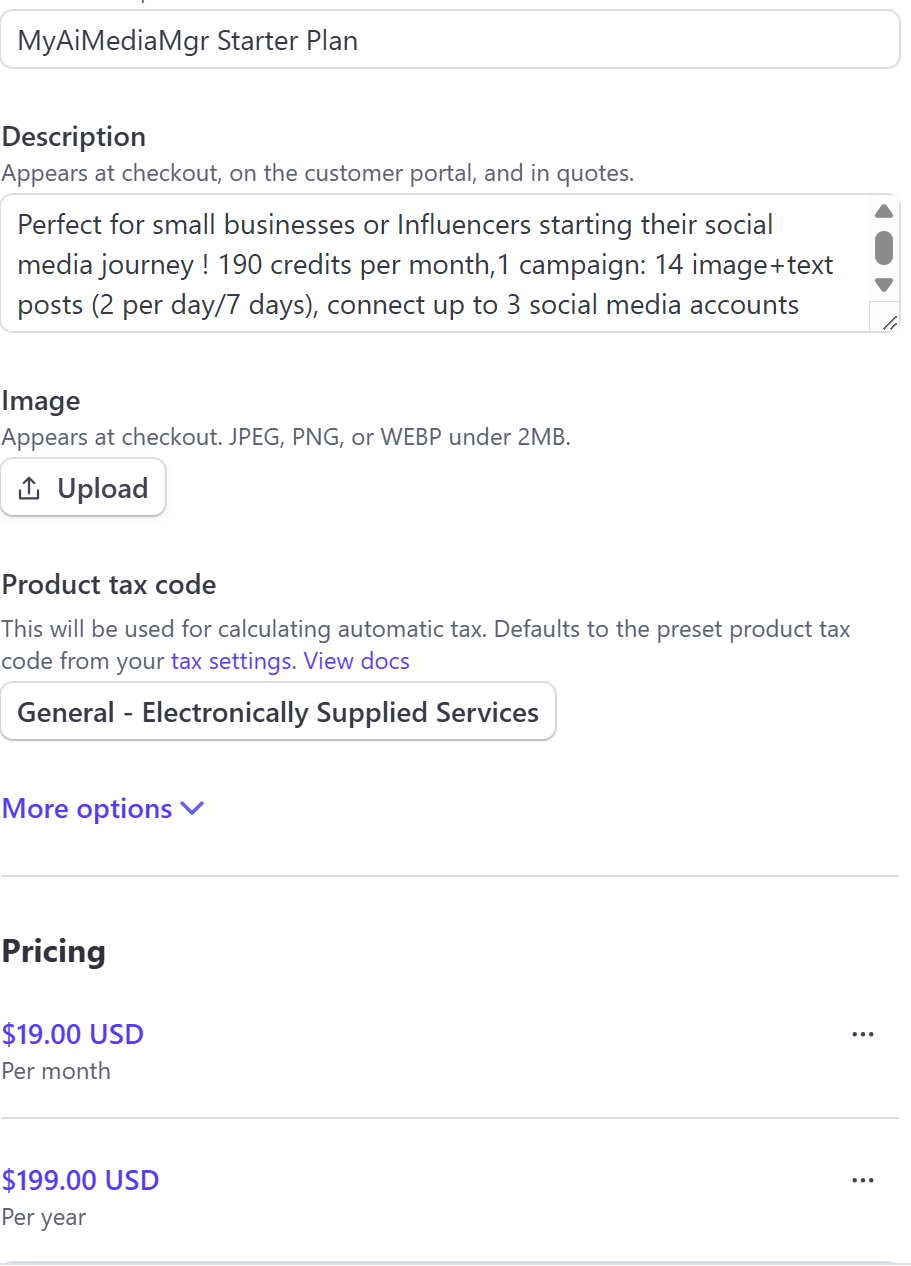 MyAiMediaMgr Starter Plan
Description
Appears at checkout, on the customer portal, and in quotes.
Perfect for small businesses or Influencers starting their social
media journey ! 190 credits per month,1 campaign: 14 image+text
posts (2 per day/7 days), connect up to 3 social media accounts
Image
Appears at checkout. JPEG, PNG, or WEBP under 2MB.
Upload
Product tax code
This will be used for calculating automatic tax. Defaults to the preset product tax
code from your tax settings. View docs
General - Electronically Supplied Services
More options
Pricing
$19.00 USD
Per month
$199.00 USD
Per year